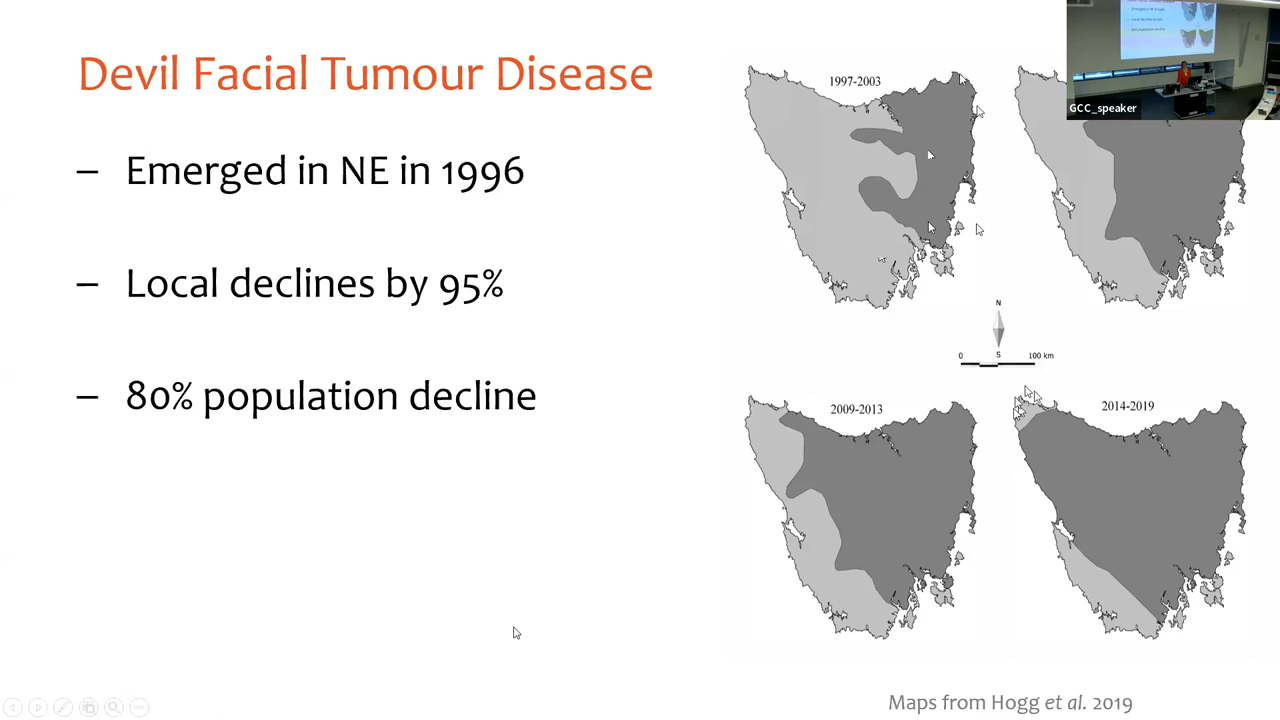 Devil Facial Tumour Disease
– Emerged in NE in 1996
– Local declines by 95%
– 80% population decline
1997-2003
GCC_speaker
N
S
0 100 km
2009-2013
2014-2019
Maps from Hogg et al. 2019